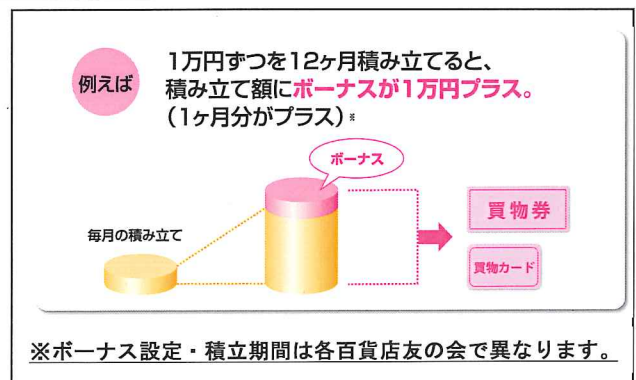 例えば
1万円ずつを12ヶ月積み立てると、
積み立て額にボーナスが1万円プラス。
(1ヶ月分がプラス)※
ボーナス
毎月の積み立て
買物券
買物カード
※ボーナス設定・積立期間は各百貨店友の会で異なります。